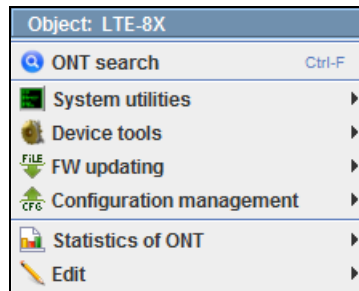 Object: LTE-8X
ONT search Ctrl-F
System utilities
Device tools
FILE FW updating
CFG Configuration management
Statistics of ONT
Edit